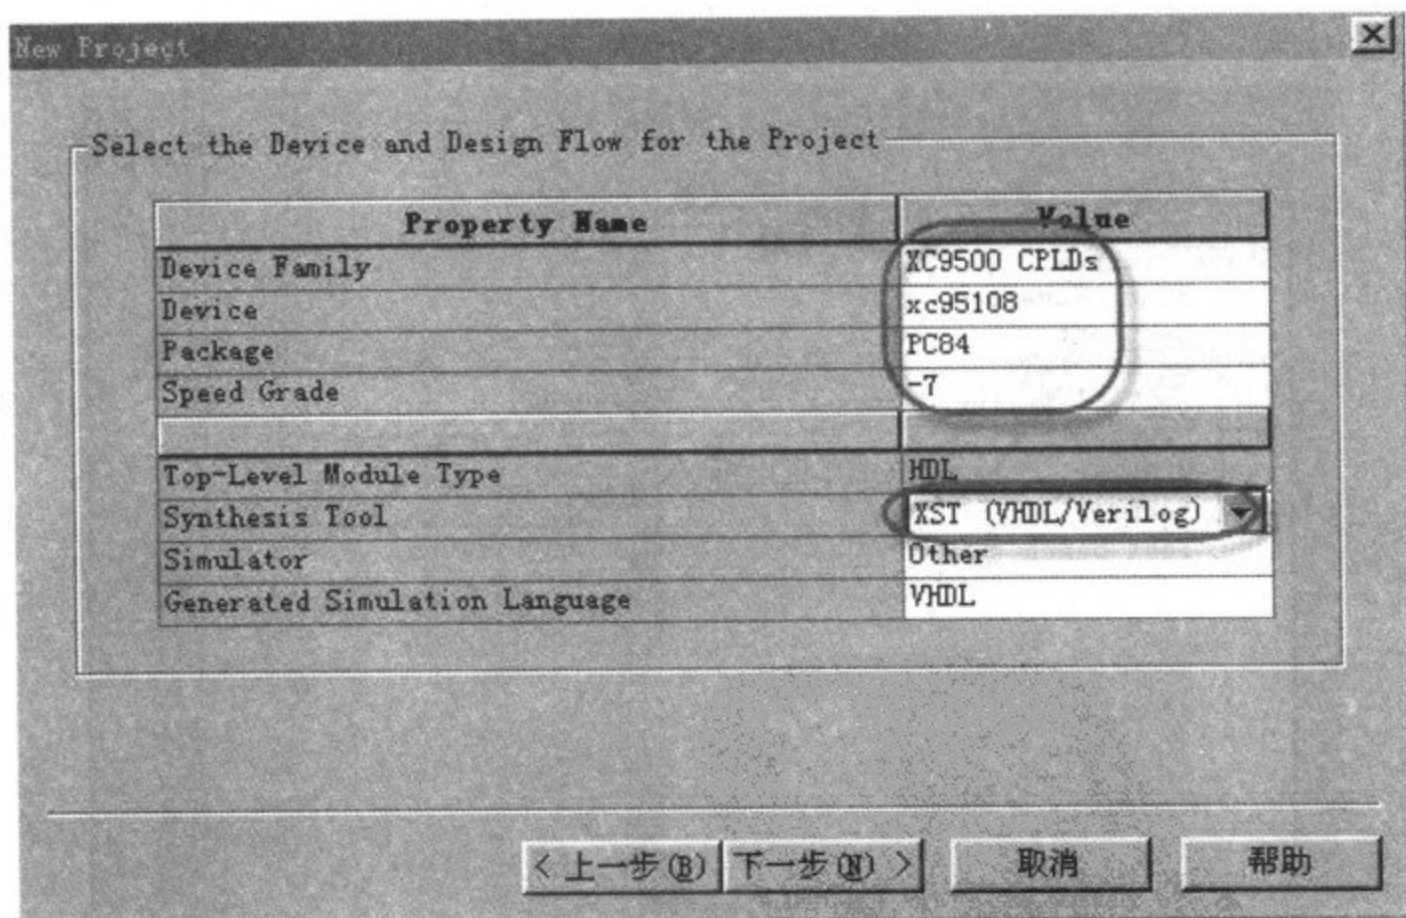 New Project
Select the Device and Design Flow for the Project
Property Name Value
Device Family XC9500 CPLDs
Device xc95108
Package PC84
Speed Grade -7
Top-Level Module Type HDL
Synthesis Tool XST (VHDL/Verilog)
Simulator Other
Generated Simulation Language VHDL
< 上一步(B) 下一步(N) > 取消 帮助